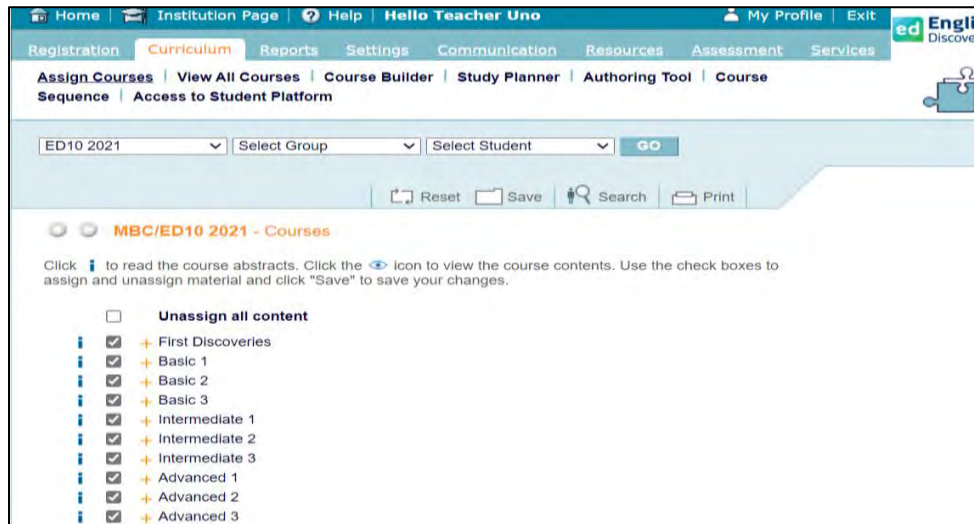 Home | Institution Page | ? Help | Hello Teacher Uno My Profile | Exit
ed
Discove
Registration Curriculum Reports Settings Communication Resources Assessment Services
Assign Courses | View All Courses | Course Builder | Study Planner | Authoring Tool | Course
Sequence | Access to Student Platform
ED10 2021 Select Group Select Student GO
Reset Save Search Print
MBC/ED10 2021 - Courses
Click i to read the course abstracts. Click the icon to view the course contents. Use the check boxes to
assign and unassign material and click "Save" to save your changes.
Unassign all content
i + First Discoveries
i + Basic 1
i + Basic 2
i + Basic 3
i + Intermediate 1
i + Intermediate 2
i + Intermediate 3
i + Advanced 1
i + Advanced 2
i + Advanced 3